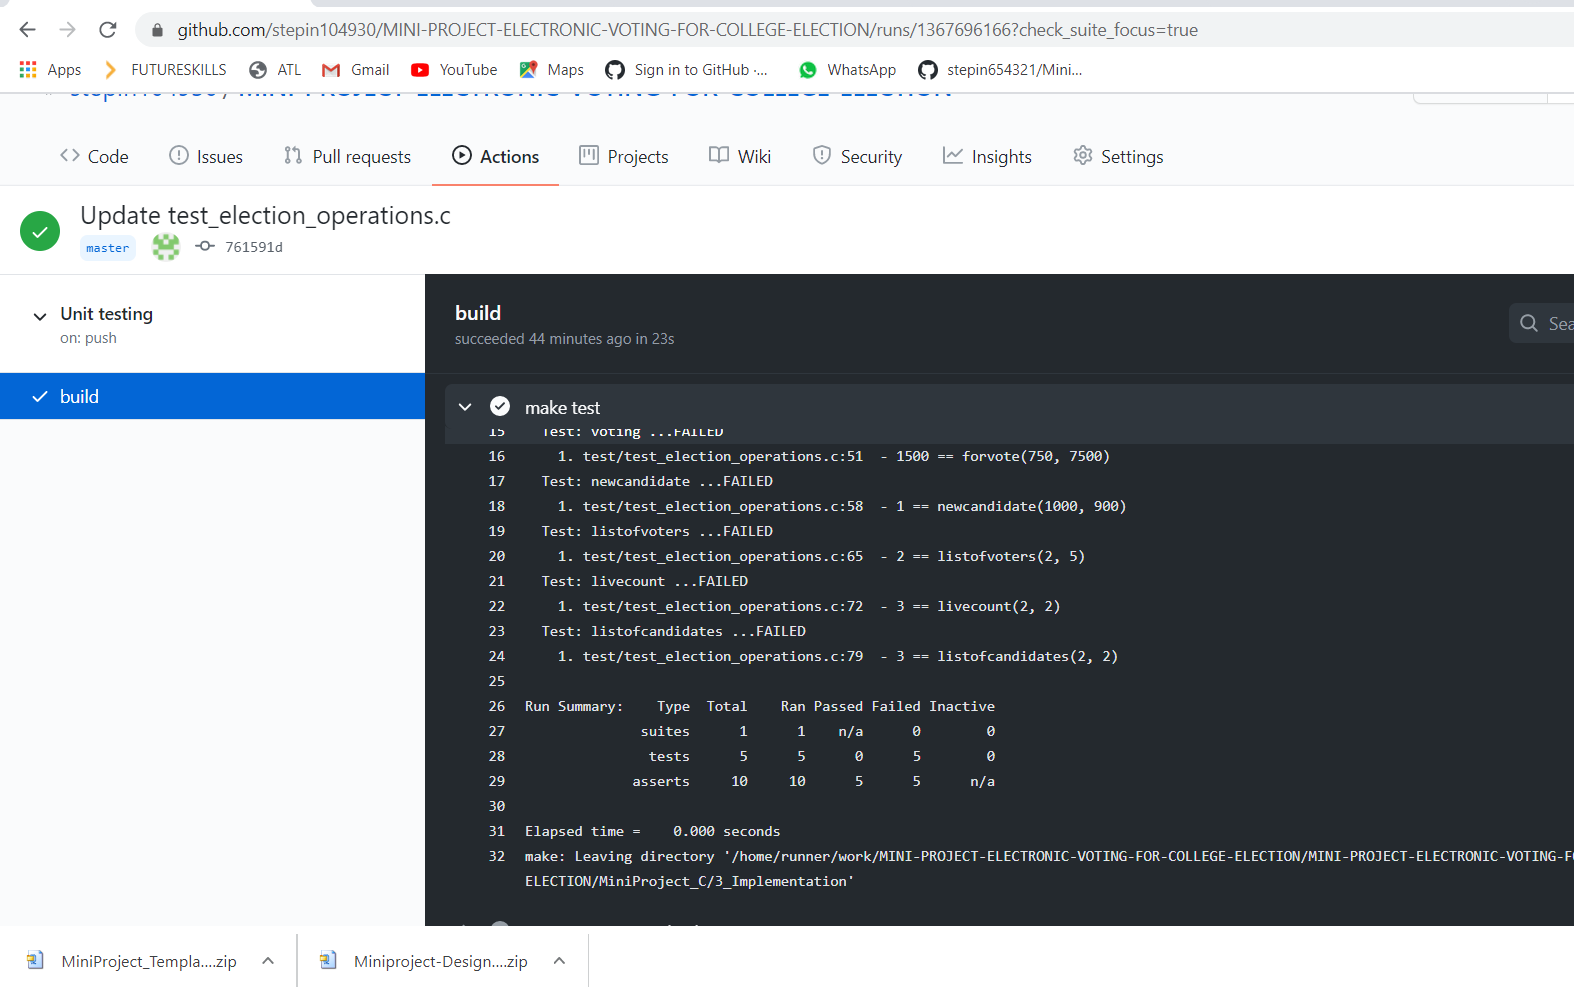 github.com/stepin104930/MINI-PROJECT-ELECTRONIC-VOTING-FOR-COLLEGE-ELECTION/runs/1367696166?check_suite_focus=true
Apps FUTURESKILLS ATL Gmail YouTube Maps Sign in to GitHub ·... WhatsApp stepin654321/Mini...
stepin104930 / MINI-PROJECT-ELECTRONIC-VOTING-FOR-COLLEGE-ELECTION
Code Issues Pull requests Actions Projects Wiki Security Insights Settings
Update test_election_operations.c
master 761591d
Unit testing
on: push
build
build
succeeded 44 minutes ago in 23s
Sea
make test
15 Test: voting ...FAILED
16 1. test/test_election_operations.c:51 - 1500 == forvote(750, 7500)
17 Test: newcandidate ...FAILED
18 1. test/test_election_operations.c:58 - 1 == newcandidate(1000, 900)
19 Test: listofvoters ...FAILED
20 1. test/test_election_operations.c:65 - 2 == listofvoters(2, 5)
21 Test: livecount ...FAILED
22 1. test/test_election_operations.c:72 - 3 == livecount(2, 2)
23 Test: listofcandidates ...FAILED
24 1. test/test_election_operations.c:79 - 3 == listofcandidates(2, 2)
25
26 Run Summary: Type Total Ran Passed Failed Inactive
27 suites 1 1 n/a 0 0
28 tests 5 5 0 5 0
29 asserts 10 10 5 5 n/a
30
31 Elapsed time = 0.000 seconds
32 make: Leaving directory '/home/runner/work/MINI-PROJECT-ELECTRONIC-VOTING-FOR-COLLEGE-ELECTION/MINI-PROJECT-ELECTRONIC-VOTING-FO
ELECTION/MiniProject_C/3_Implementation'
MiniProject_Templa....zip Miniproject-Design....zip